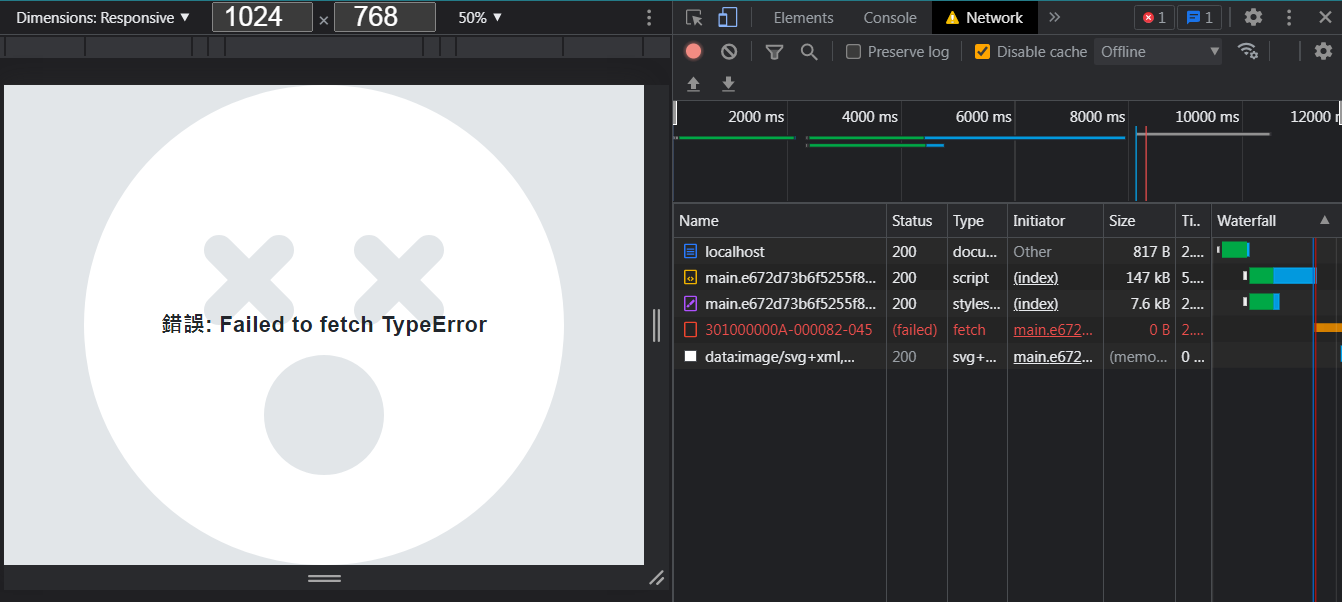 Dimensions: Responsive ▼ 1024 × 768 50% ▼
錯誤: Failed to fetch TypeError
Elements Console Network 1 1
Preserve log Disable cache Offline
2000 ms 4000 ms 6000 ms 8000 ms 10000 ms 12000 m
Name Status Type Initiator Size Ti.. Waterfall
localhost 200 docu... Other 817 B 2....
main.e672d73b6f5255f8... 200 script (index) 147 kB 5....
main.e672d73b6f5255f8... 200 styles... (index) 7.6 kB 2....
301000000A-000082-045 (failed) fetch main.e672... 0 B 2....
data:image/svg+xml,... 200 svg+... main.e672... (memo... 0 ...